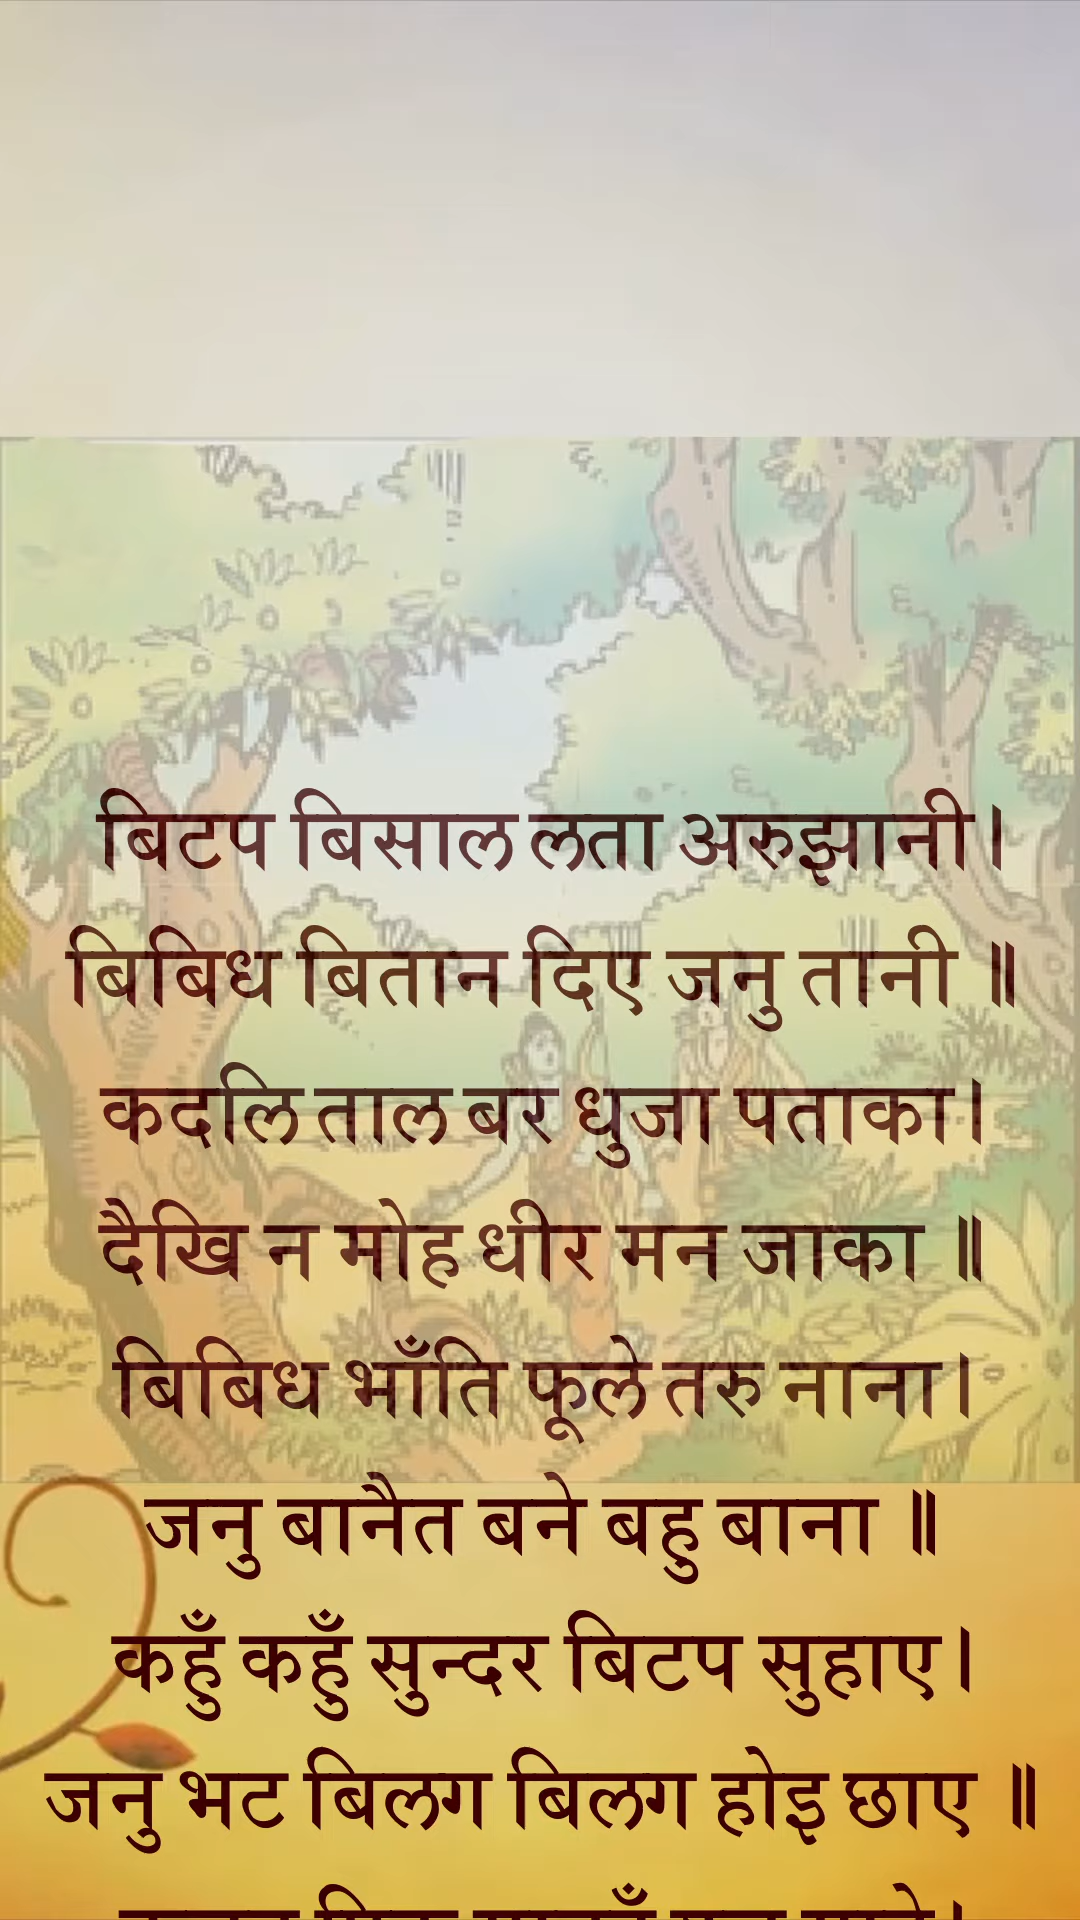 बिटप बिसाल लता अरुझानी।
बिबिध बितान दिए जनु तानी ॥
कदलि ताल बर धुजा पताका।
दैखि न मोह धीर मन जाका ॥
बिबिध भाँति फूले तरु नाना।
जनु बानैत बने बहु बाना ॥
कहुँ कहुँ सुन्दर बिटप सुहाए।
जनु भट बिलग बिलग होइ छाए ॥